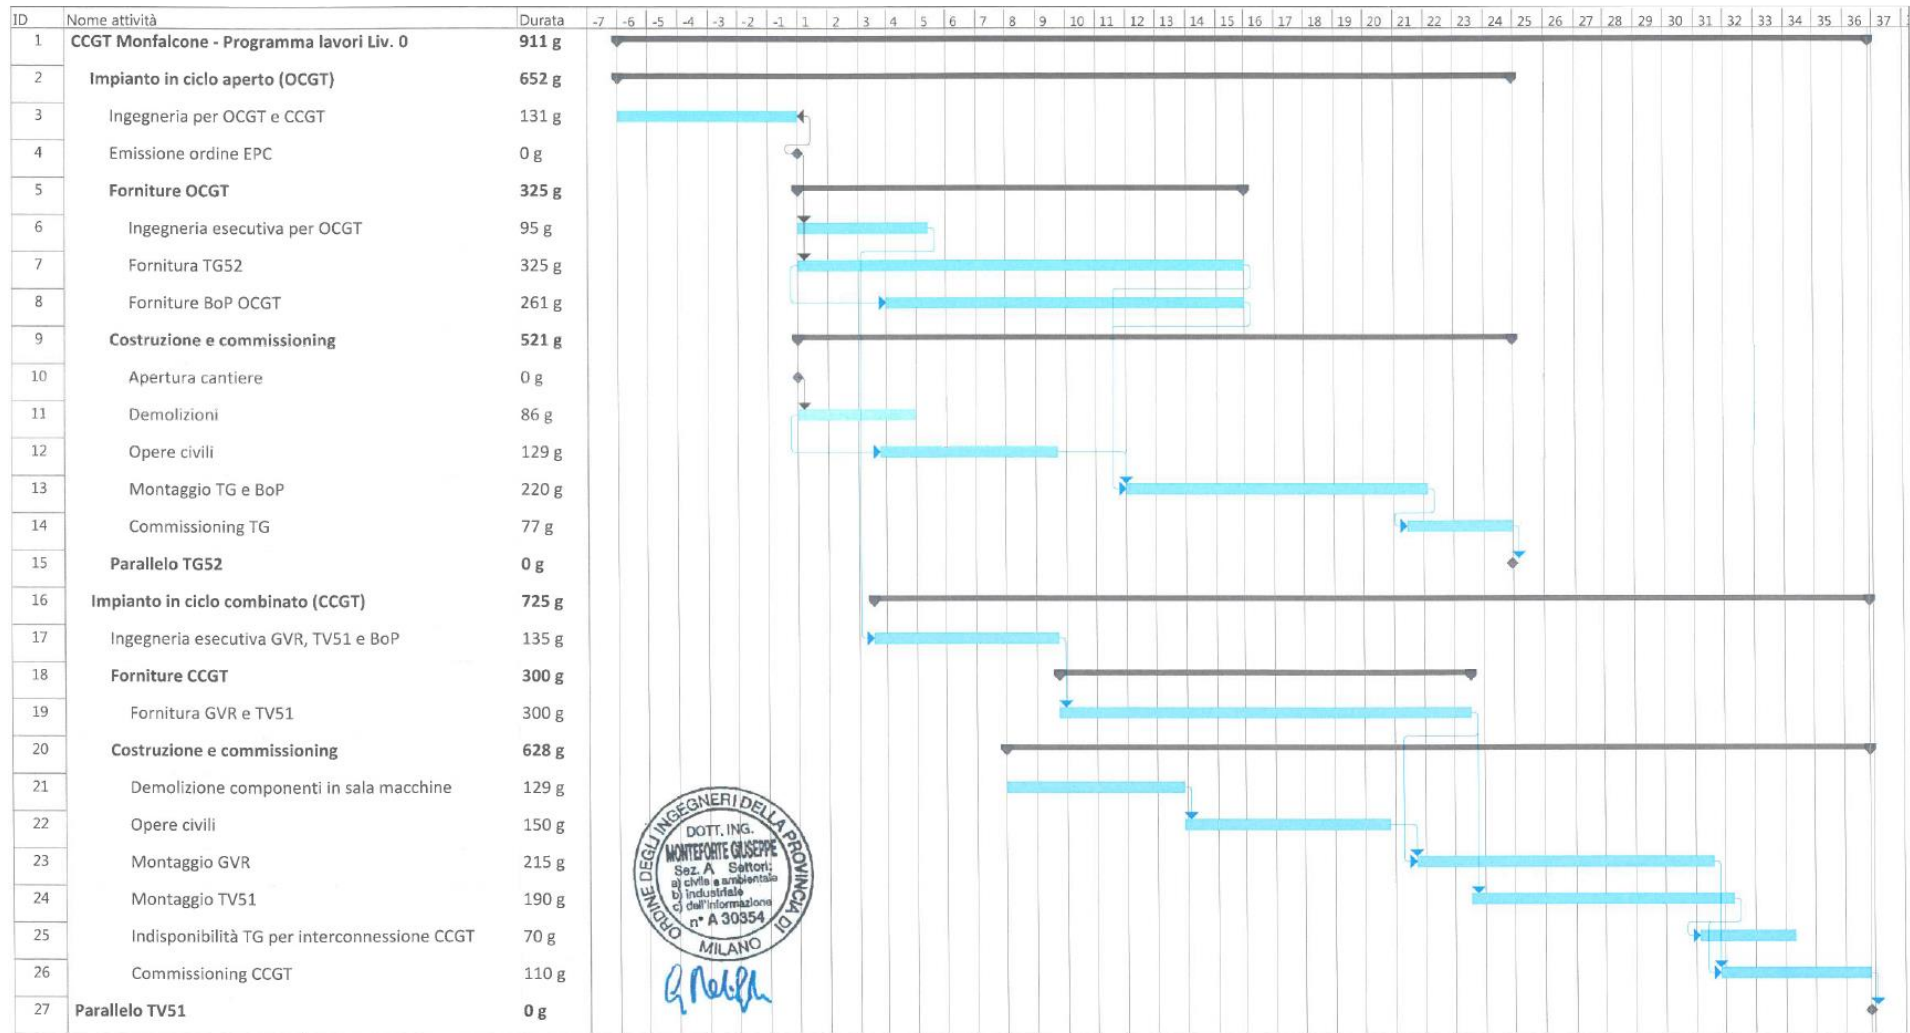 ID Nome attività Durata -7 -6 -5 -4 -3 -2 -1 1 2 3 4 5 6 7 8 9 10 11 12 13 14 15 16 17 18 19 20 21 22 23 24 25 26 27 28 29 30 31 32 33 34 35 36 37
1 CCGT Monfalcone - Programma lavori Liv. 0 911 g
2 Impianto in ciclo aperto (OCGT) 652 g
3 Ingegneria per OCGT e CCGT 131 g
4 Emissione ordine EPC 0 g
5 Forniture OCGT 325 g
6 Ingegneria esecutiva per OCGT 95 g
7 Fornitura TG52 325 g
8 Forniture BoP OCGT 261 g
9 Costruzione e commissioning 521 g
10 Apertura cantiere 0 g
11 Demolizioni 86 g
12 Opere civili 129 g
13 Montaggio TG e BoP 220 g
14 Commissioning TG 77 g
15 Parallelo TG52 0 g
16 Impianto in ciclo combinato (CCGT) 725 g
17 Ingegneria esecutiva GVR, TV51 e BoP 135 g
18 Forniture CCGT 300 g
19 Fornitura GVR e TV51 300 g
20 Costruzione e commissioning 628 g
21 Demolizione componenti in sala macchine 129 g
22 Opere civili 150 g
23 Montaggio GVR 215 g
24 Montaggio TV51 190 g
25 Indisponibilità TG per interconnessione CCGT 70 g
26 Commissioning CCGT 110 g
27 Parallelo TV51 0 g
ORDINE DEGLI INGEGNERI DELLA PROVINCIA DI MILANO
DOTT. ING.
MONTEFORTE GIUSEPPE
Sez. A Settori:
a) civile e ambientale
b) industriale
c) dell'informazione
n° A 30354